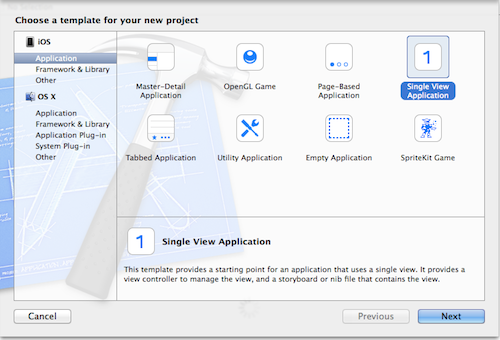 Choose a template for your new project
iOS
Application
Framework & Library
Other
OS X
Application
Framework & Library
Application Plug-in
System Plug-in
Other
Master-Detail
Application
OpenGL Game
Page-Based
Application
1
Single View
Application
Tabbed Application
Utility Application
Empty Application
SpriteKit Game
1
Single View Application
This template provides a starting point for an application that uses a single view. It provides a
view controller to manage the view, and a storyboard or nib file that contains the view.
Cancel
Previous
Next